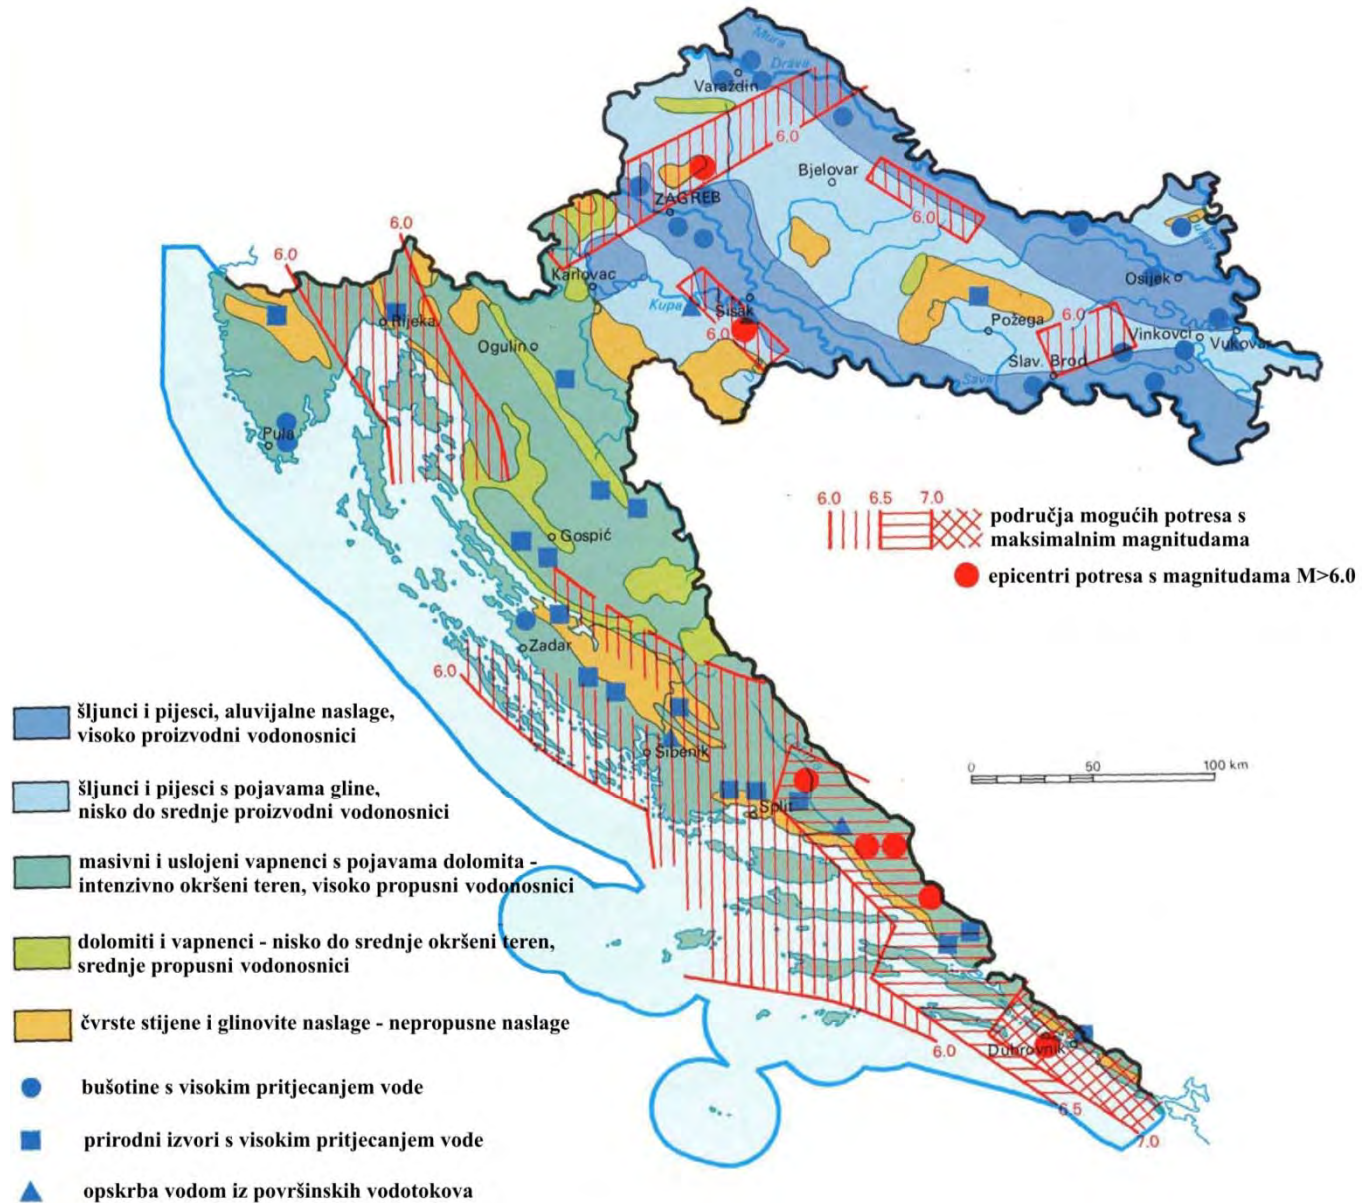 Mura
Drava
Varaždin
6,0
Bjelovar
ZAGREB
6.0
6.0
6.0
Karlovac
Osijek
Kupa
Sisak
Rijeka
6.0
6.0
Požega
Vinkovci
Vukovar
Ogulin
Slav. Brod
Sava
Pula
6.0 6.5 7.0
područja mogućih potresa s
maksimalnim magnitudama
Gospić
epicentri potresa s magnitudama M>6.0
Zadar
6.0
šljunci i pijesci, aluvijalne naslage,
visoko proizvodni vodonosnici
Šibenik
0 50 100 km
šljunci i pijesci s pojavama gline,
nisko do srednje proizvodni vodonosnici
Split
masivni i uslojeni vapnenci s pojavama dolomita -
intenzivno okršeni teren, visoko propusni vodonosnici
dolomiti i vapnenci - nisko do srednje okršeni teren,
srednje propusni vodonosnici
čvrste stijene i glinovite naslage - nepropusne naslage
6.0
Dubrovnik
bušotine s visokim pritjecanjem vode
6.5
7.0
prirodni izvori s visokim pritjecanjem vode
opskrba vodom iz površinskih vodotokova